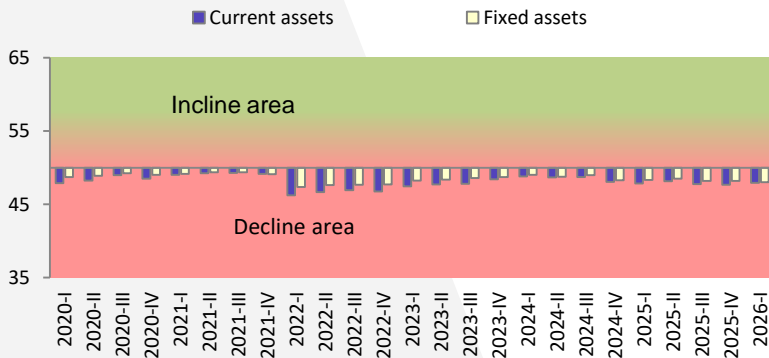 Current assets
Fixed assets
65
55
45
35
Incline area
Decline area
2020-I
2020-II
2020-III
2020-IV
2021-I
2021-II
2021-III
2021-IV
2022-I
2022-II
2022-III
2022-IV
2023-I
2023-II
2023-III
2023-IV
2024-I
2024-II
2024-III
2024-IV
2025-I
2025-II
2025-III
2025-IV
2026-I